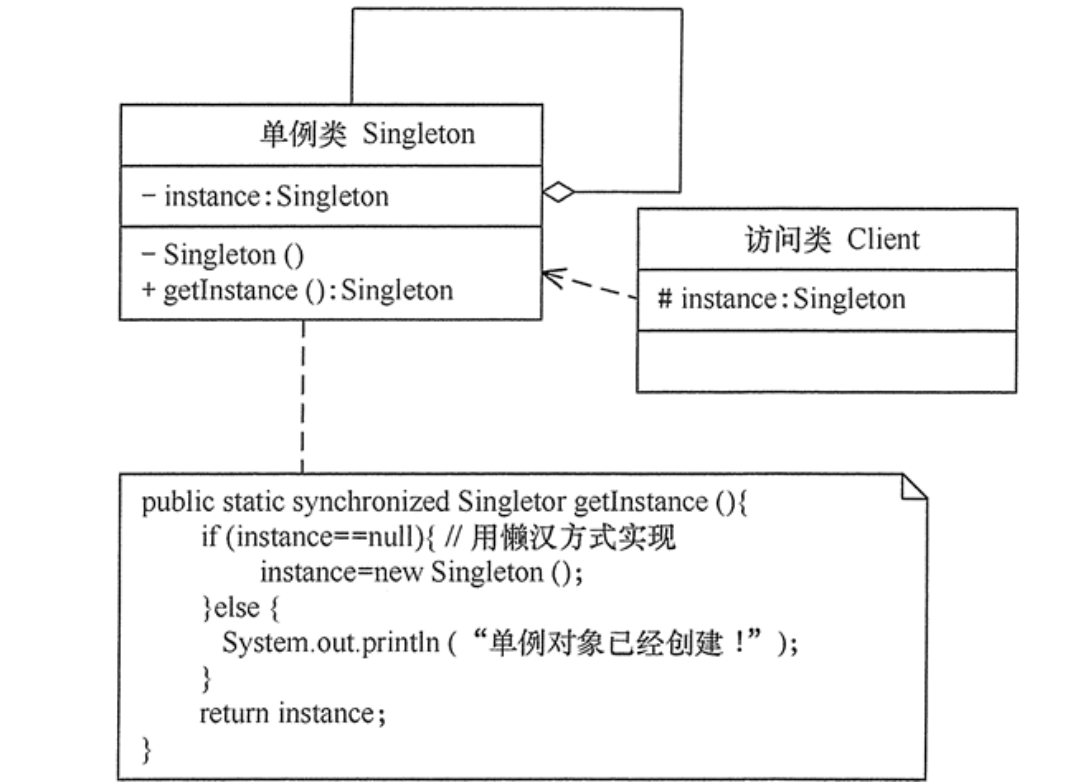 单例类 Singleton
- instance:Singleton
- Singleton ()
+ getInstance ():Singleton
访问类 Client
# instance:Singleton
public static synchronized Singletor getInstance (){
if (instance==null){ // 用懒汉方式实现
instance=new Singleton ();
}else {
System.out.println (“单例对象已经创建！”);
}
return instance;
}